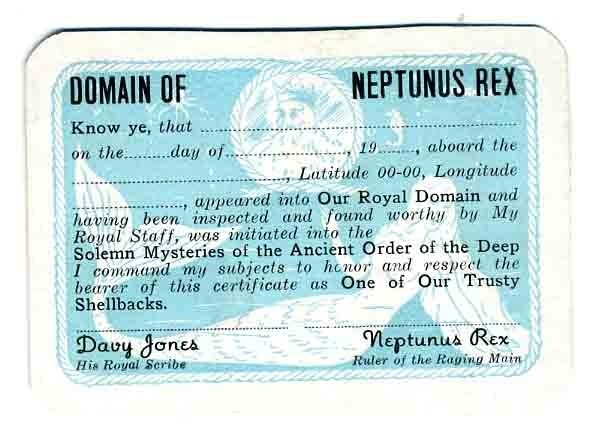 DOMAIN OF NEPTUNUS REX
Know ye, that ........................................
on the........day of..................., 19......., aboard the
..................................., Latitude 00-00, Longitude
.................., appeared into Our Royal Domain and
having been inspected and found worthy by My
Royal Staff, was initiated into the
Solemn Mysteries of the Ancient Order of the Deep
I command my subjects to honor and respect the
bearer of this certificate as One of Our Trusty
Shellbacks.
Davy Jones Neptunus Rex
His Royal Scribe Ruler of the Raging Main